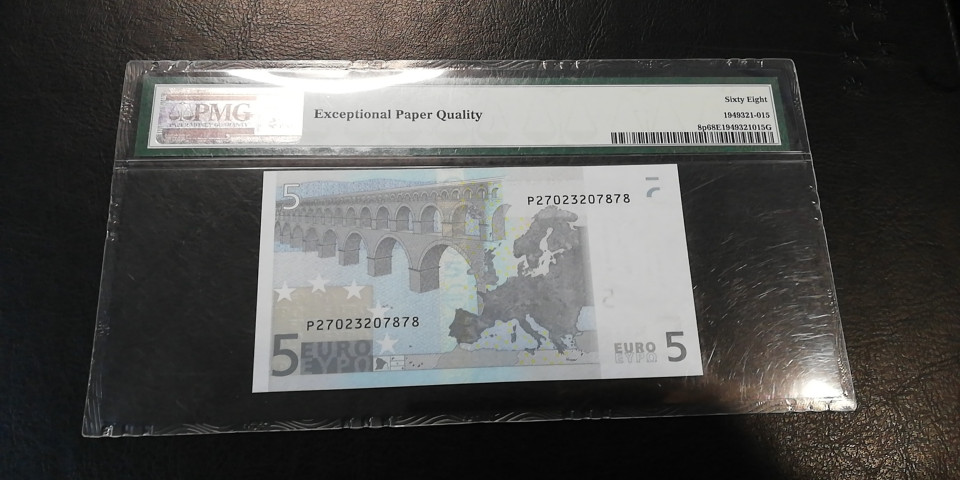 PMG
Exceptional Paper Quality
Sixty Eight
1949321-015
8p68E1949321015G
5
P27023207878
P27023207878
5 EURO
ΕΥΡΩ
EURO 5
ΕΥΡΩ